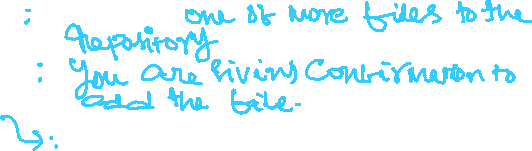 : one or more files to the
repository
: You are giving Confirmation to
add the file.
: